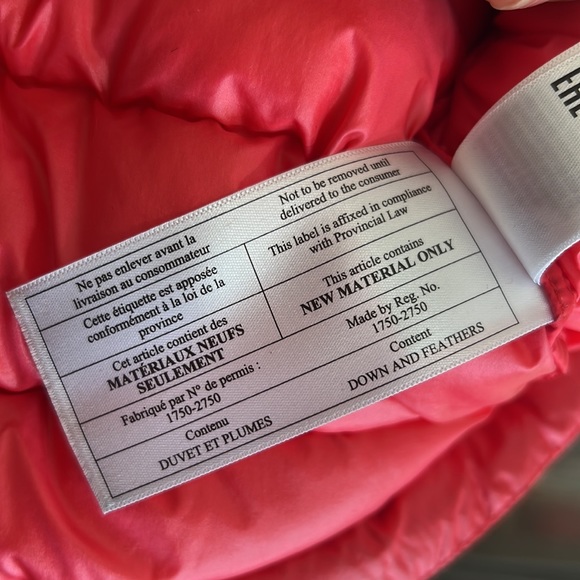 Ne pas enlever avant la
livraison au consommateur
Not to be removed until
delivered to the consumer
Cette étiquette est apposée
conformément à la loi de la
province
This label is affixed in compliance
with Provincial Law
Cet article contient des
MATÉRIAUX NEUFS
SEULEMENT
This article contains
NEW MATERIAL ONLY
Fabriqué par Nº de permis :
1750-2750
Made by Reg. No.
1750-2750
Contenu
DUVET ET PLUMES
Content
DOWN AND FEATHERS